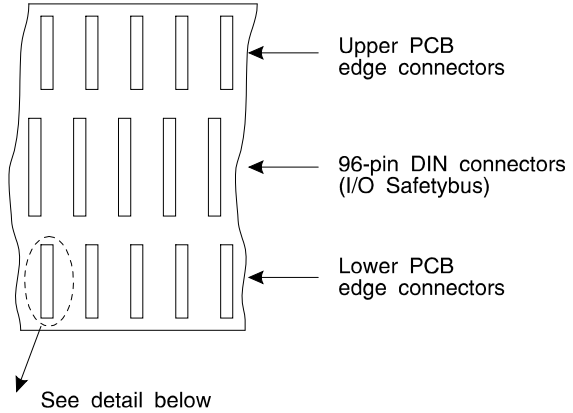 Upper PCB
edge connectors
96-pin DIN connectors
(I/O Safetybus)
Lower PCB
edge connectors
See detail below